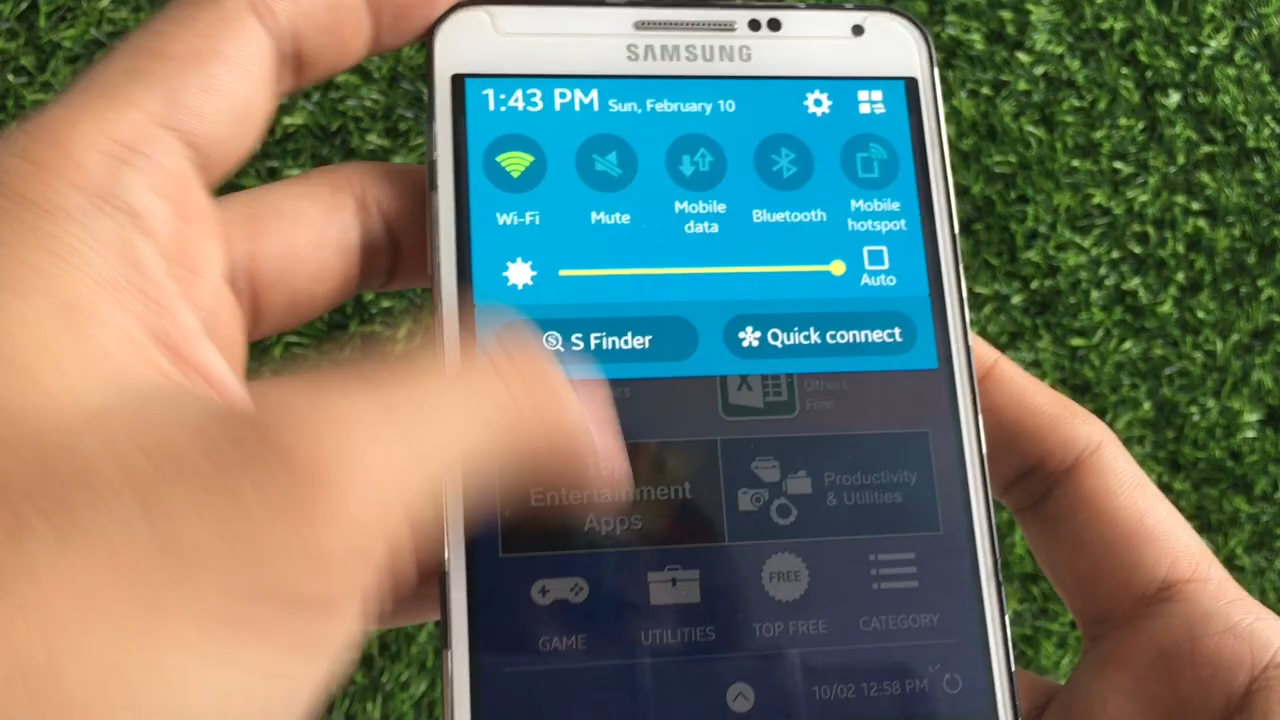 SAMSUNG
1:43 PM Sun, February 10
Wi-Fi
Mute
Mobile
data
Bluetooth
Mobile
hotspot
Auto
S Finder
Quick connect
Others
Free
Entertainment
Apps
Productivity
& Utilities
FREE
GAME
UTILITIES
TOP FREE
CATEGORY
10/02 12:58 PM